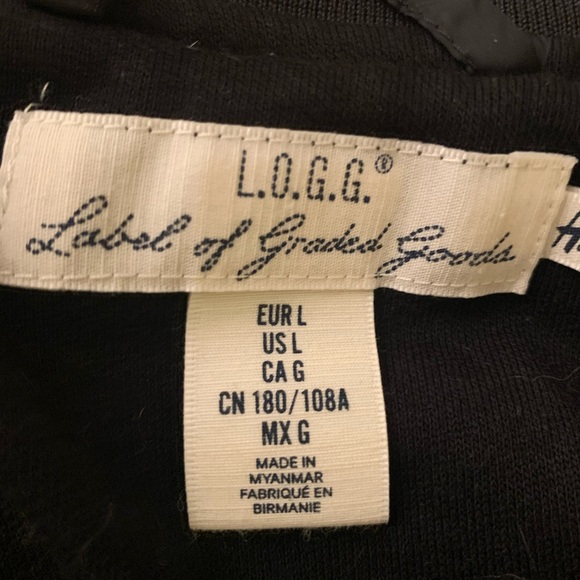 L.O.G.G.®
Label of Graded Goods
EUR L
US L
CA G
CN 180/108A
MX G
MADE IN
MYANMAR
FABRIQUÉ EN
BIRMANIE